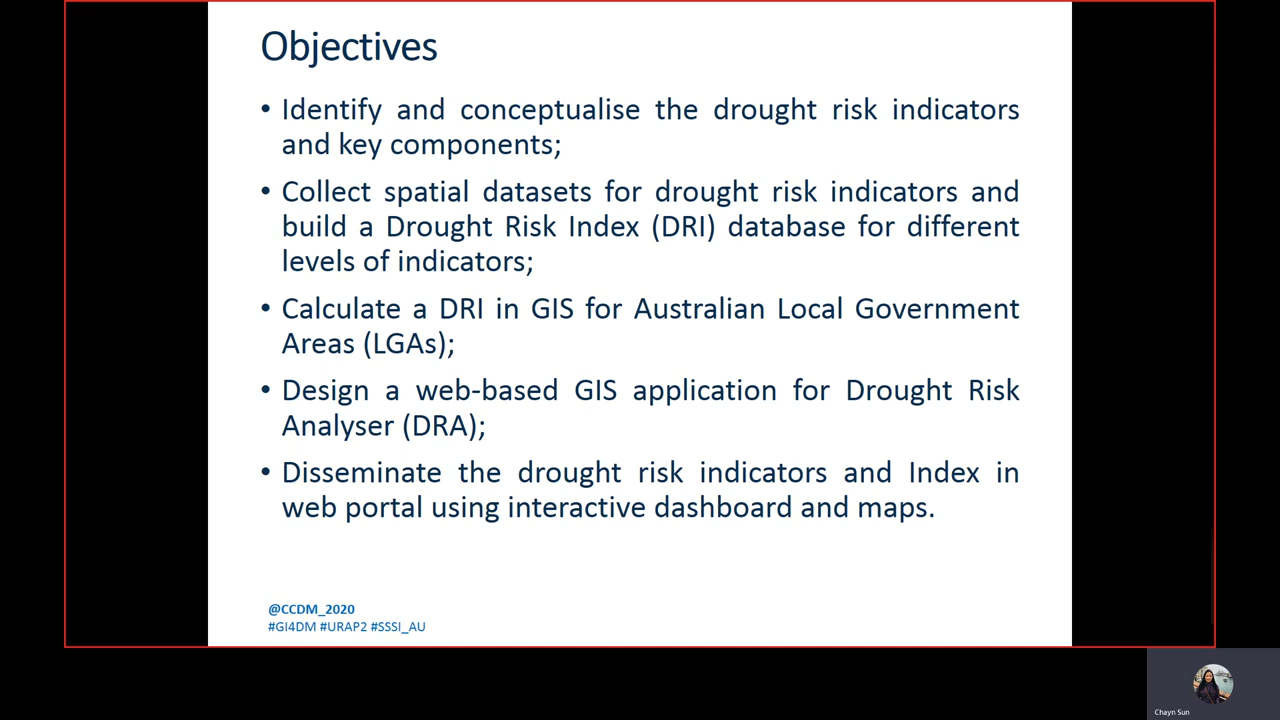 Objectives
• Identify and conceptualise the drought risk indicators
and key components;
• Collect spatial datasets for drought risk indicators and
build a Drought Risk Index (DRI) database for different
levels of indicators;
• Calculate a DRI in GIS for Australian Local Government
Areas (LGAs);
• Design a web-based GIS application for Drought Risk
Analyser (DRA);
• Disseminate the drought risk indicators and Index in
web portal using interactive dashboard and maps.
@CCDM_2020
#GI4DM #URAP2 #SSSI_AU
Chayn Sun